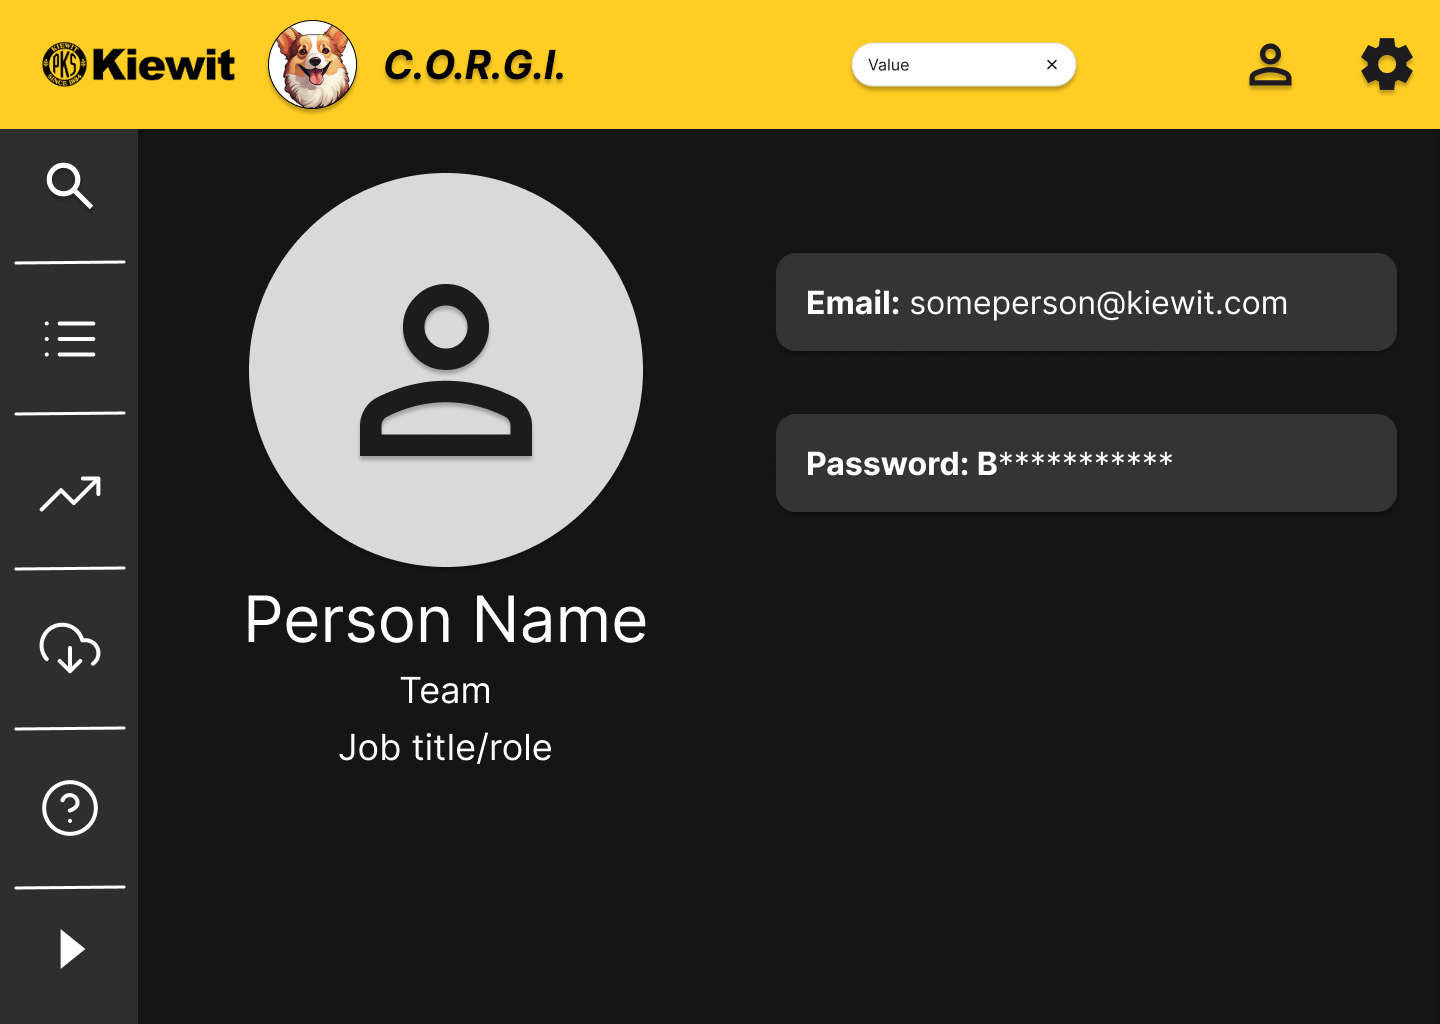 KIEWIT
PKS
SINCE 1884
Kiewit
C.O.R.G.I.
Value
Email: someperson@kiewit.com
Password: B***********
Person Name
Team
Job title/role